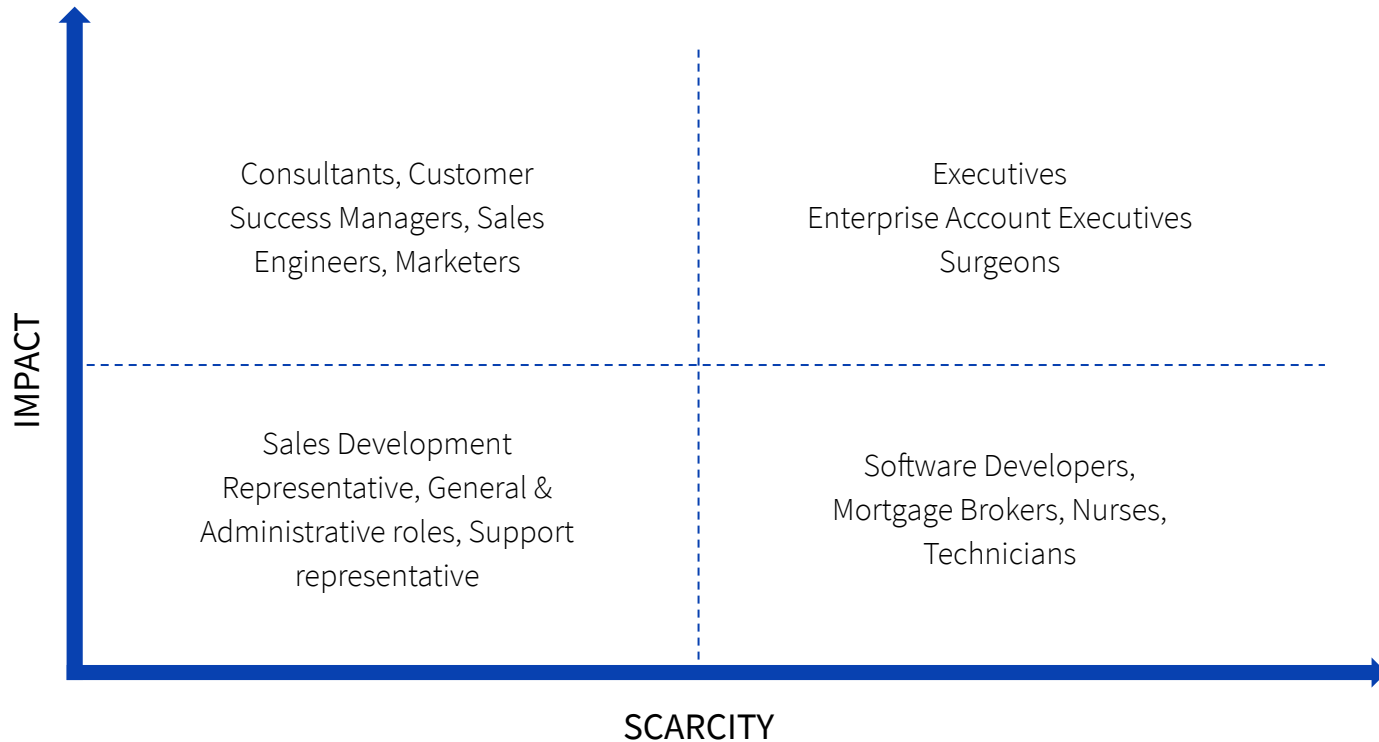 Consultants, Customer
Success Managers, Sales
Engineers, Marketers
Executives
Enterprise Account Executives
Surgeons
IMPACT
Sales Development
Representative, General &
Administrative roles, Support
representative
Software Developers,
Mortgage Brokers, Nurses,
Technicians
SCARCITY